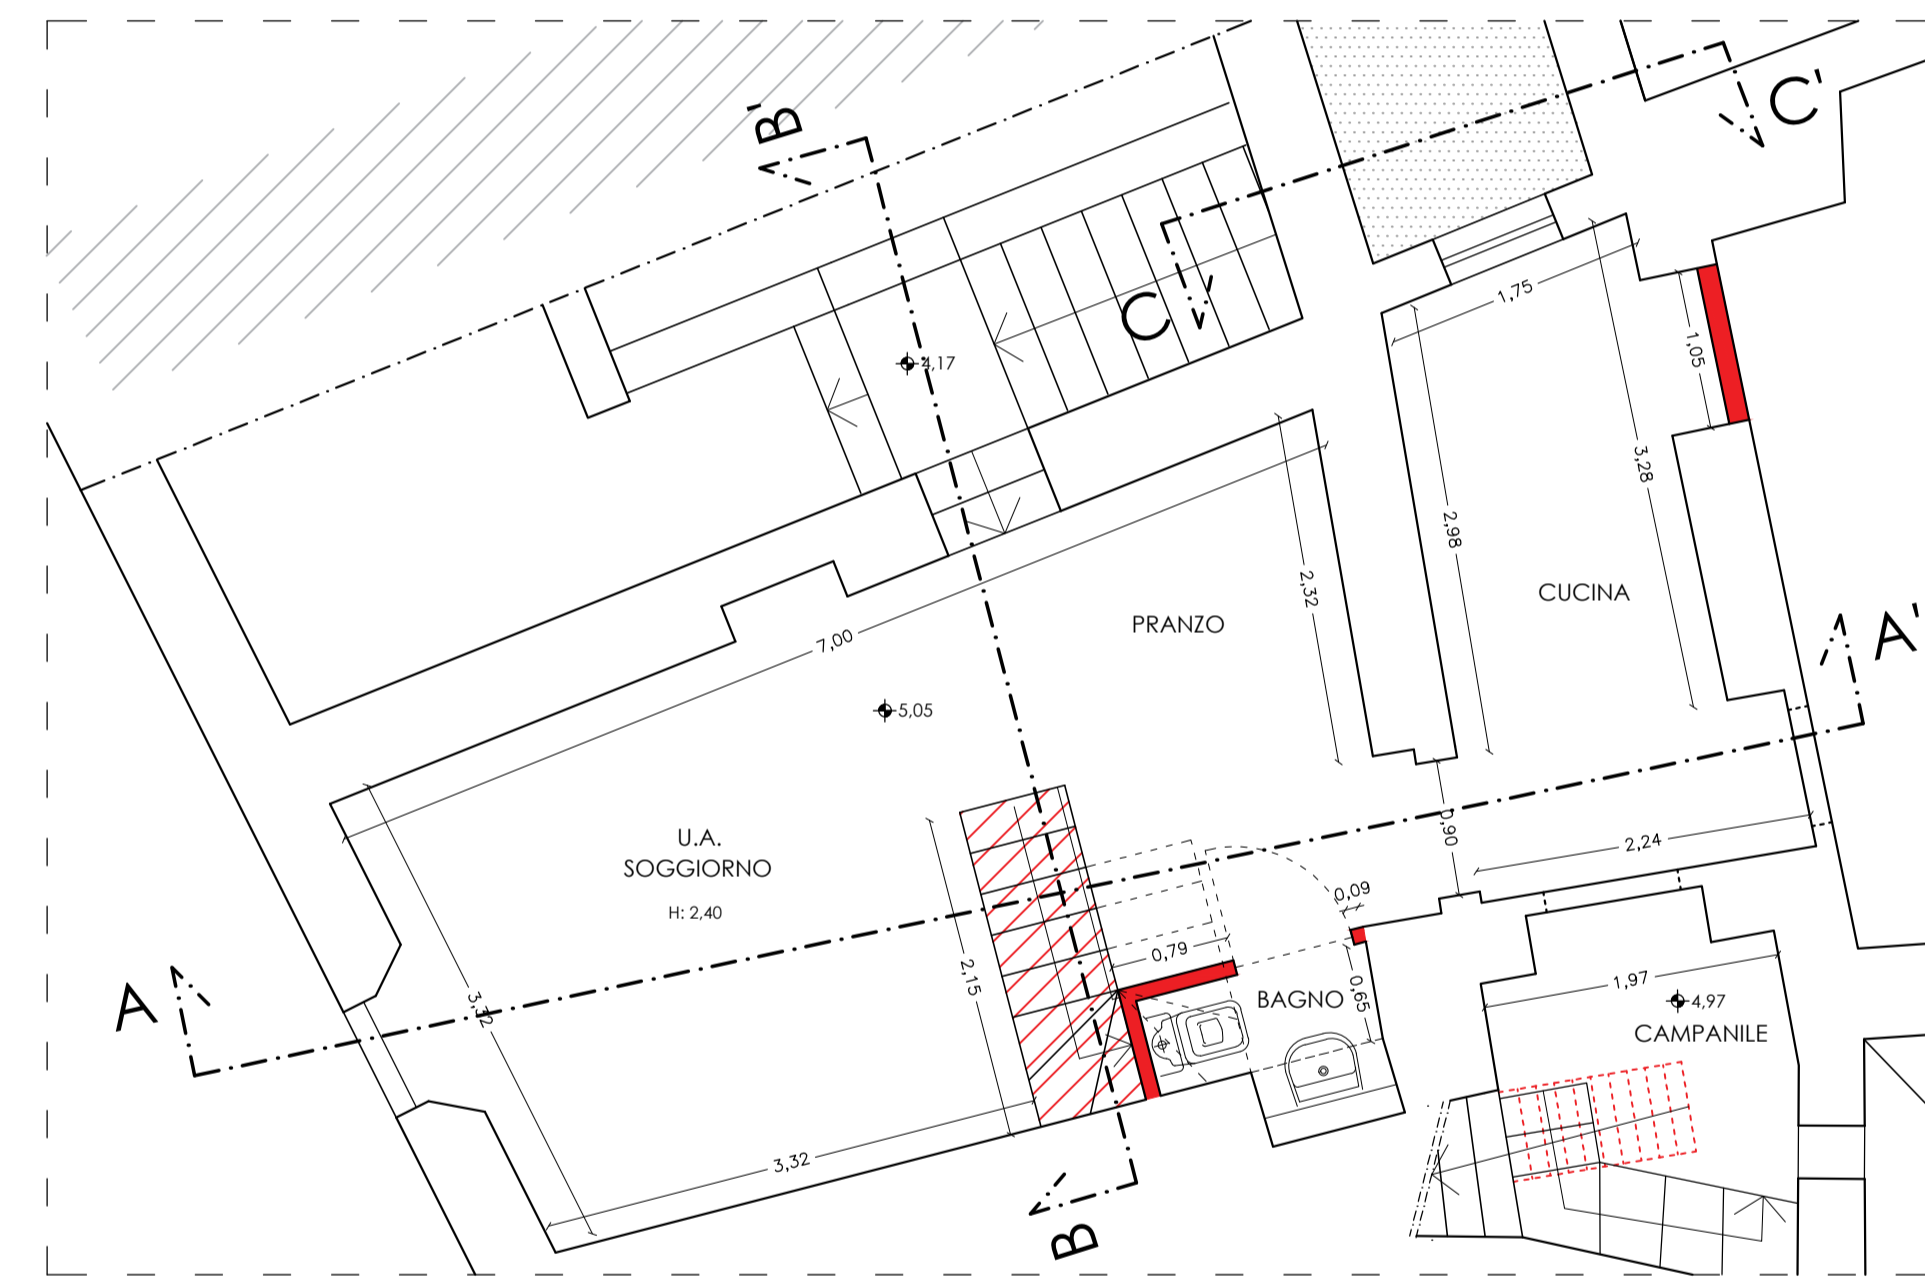 B'
C'
C
4,17
1,75
1,05
3,28
2,98
2,32
CUCINA
PRANZO
A'
7,00
5,05
U.A.
SOGGIORNO
H: 2,40
0,90
2,24
0,09
0,79
2,15
3,32
A
BAGNO
0,65
1,97
4,97
CAMPANILE
3,32
B